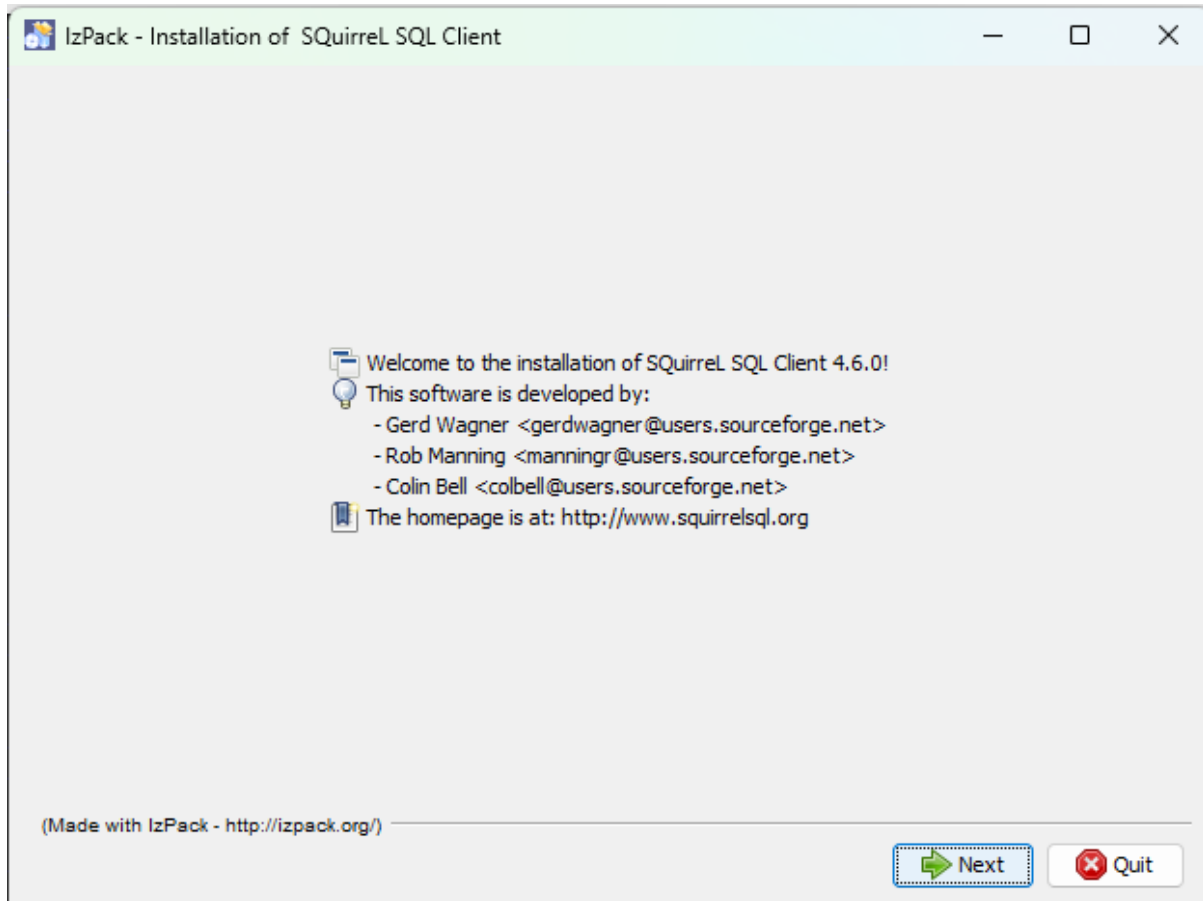 IzPack - Installation of  SQuirreL SQL Client
Welcome to the installation of SQuirreL SQL Client 4.6.0!
This software is developed by:
- Gerd Wagner <gerdwagner@users.sourceforge.net>
- Rob Manning <manningr@users.sourceforge.net>
- Colin Bell <colbell@users.sourceforge.net>
The homepage is at: http://www.squirrelsql.org
(Made with IzPack - http://izpack.org/)
Next
Quit